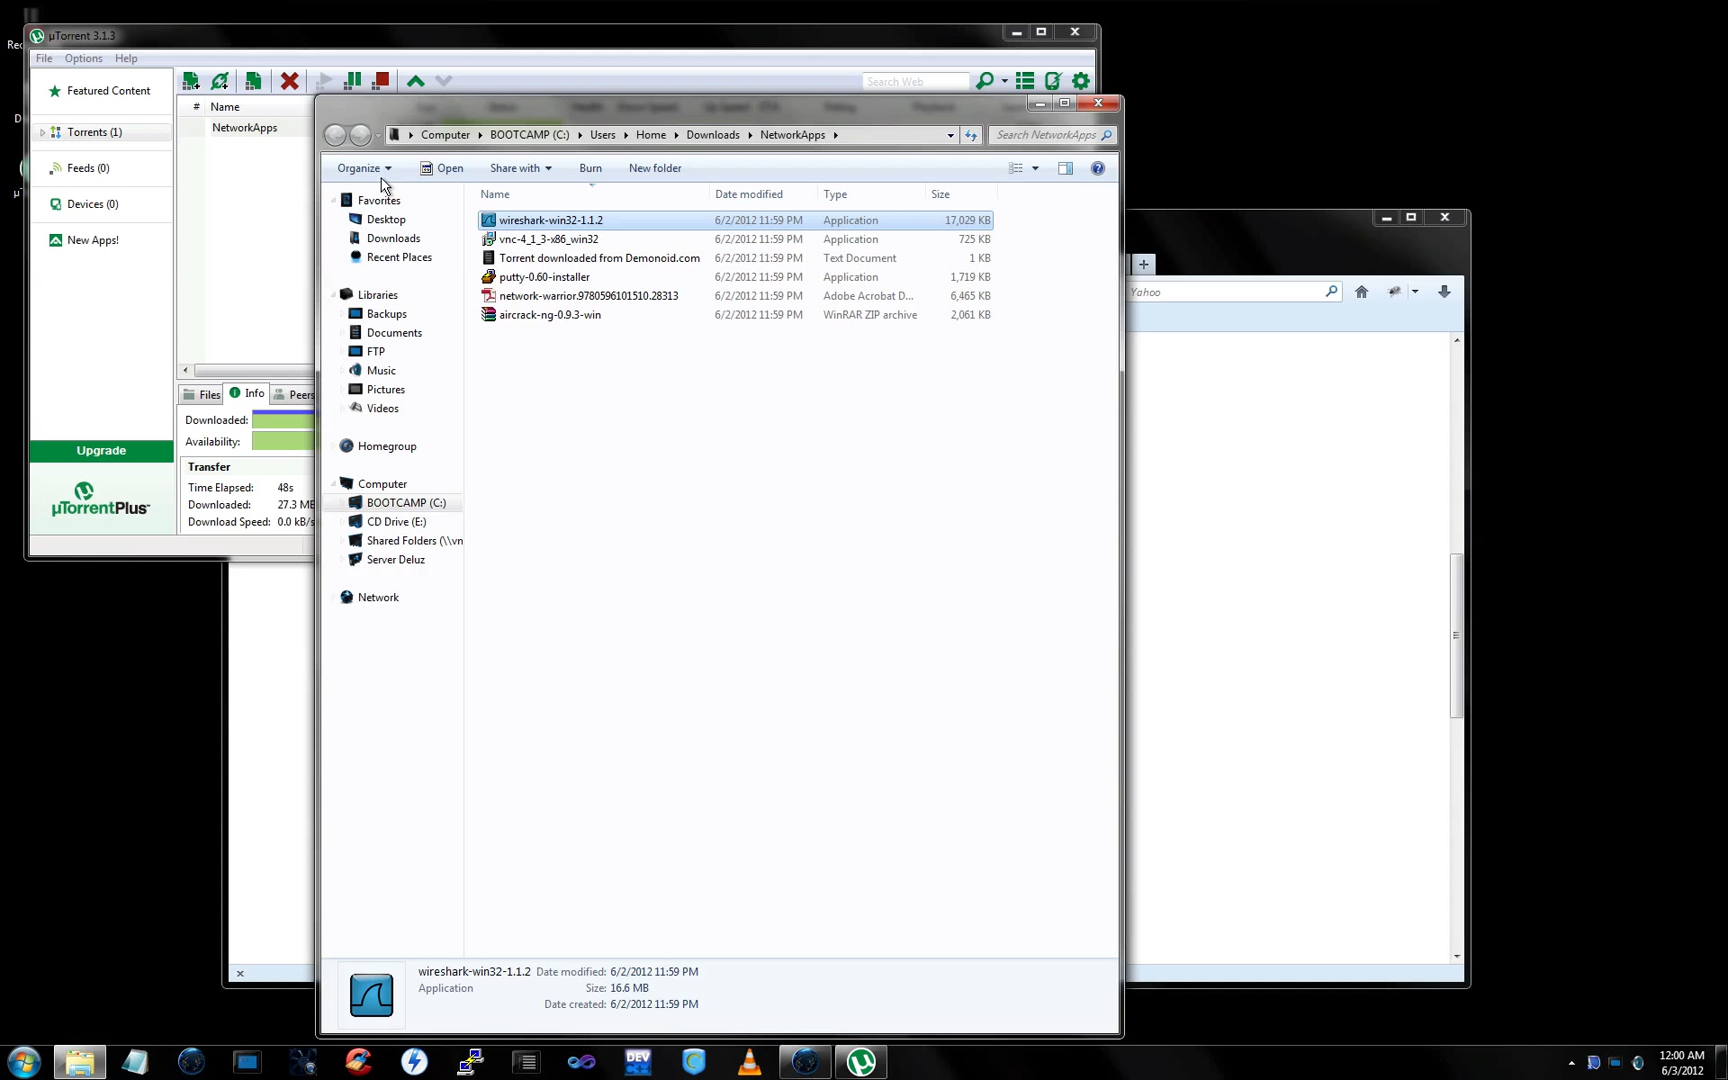 µTorrent 3.1.3
File Options Help
Search Web
Featured Content
Torrents (1)
Feeds (0)
Devices (0)
New Apps!
Upgrade
µTorrentPlus
# Name
NetworkApps
Files Info Peers
Downloaded:
Availability:
Transfer
Time Elapsed: 48s
Downloaded: 27.3 ME
Download Speed: 0.0 kB/s
Computer BOOTCAMP (C:) Users Home Downloads NetworkApps
Search NetworkApps
Organize Open Share with Burn New folder
Favorites
Desktop
Downloads
Recent Places
Libraries
Backups
Documents
FTP
Music
Pictures
Videos
Homegroup
Computer
BOOTCAMP (C:)
CD Drive (E:)
Shared Folders (\\vn
Server Deluz
Network
Name Date modified Type Size
wireshark-win32-1.1.2 6/2/2012 11:59 PM Application 17,029 KB
vnc-4_1_3-x86_win32 6/2/2012 11:59 PM Application 725 KB
Torrent downloaded from Demonoid.com 6/2/2012 11:59 PM Text Document 1 KB
putty-0.60-installer 6/2/2012 11:59 PM Application 1,719 KB
network-warrior.9780596101510.28313 6/2/2012 11:59 PM Adobe Acrobat D... 6,465 KB
aircrack-ng-0.9.3-win 6/2/2012 11:59 PM WinRAR ZIP archive 2,061 KB
wireshark-win32-1.1.2 Date modified: 6/2/2012 11:59 PM
Application Size: 16.6 MB
Date created: 6/2/2012 11:59 PM
Yahoo
DEV
12:00 AM
6/3/2012